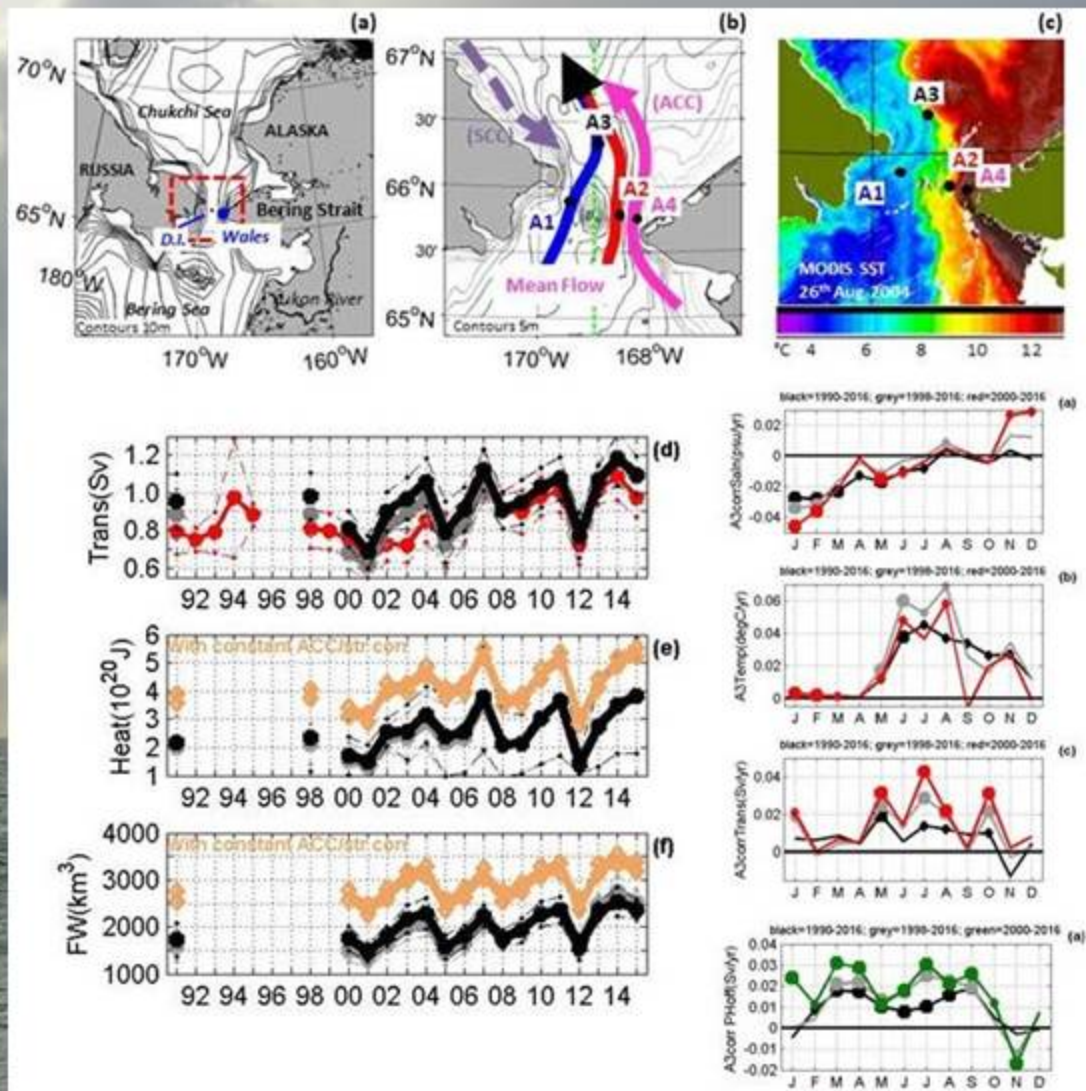 (a)
70°N
Chukchi Sea
ALASKA
RUSSIA
Bering Strait
65°N
D.I.
Wales
180°W
Bering Sea
Yukon River
Contours 10m
170°W
160°W
(b)
67°N
30'
66°N
30'
65°N
(SCC)
(ACC)
A3
A2
A1
A4
Mean Flow
Contours 5m
170°W
168°W
(c)
A3
A2
A1
A4
MODIS SST
26th Aug 2004
°C 4 6 8 10 12
(d)
Trans(Sv)
1.2
1.0
0.8
0.6
92 94 96 98 00 02 04 06 08 10 12 14
With constant ACC/str corr
(e)
Heat(10²⁰J)
6
5
4
3
2
1
92 94 96 98 00 02 04 06 08 10 12 14
With constant ACC/str corr
(f)
FW(km³)
4000
3000
2000
1000
92 94 96 98 00 02 04 06 08 10 12 14
black=1990-2016; grey=1998-2016; red=2000-2016
(a)
A3corrSaln(psu/yr)
0.02
0
-0.02
-0.04
J F M A M J J A S O N D
black=1990-2016; grey=1998-2016; red=2000-2016
(b)
A3Temp(degC/yr)
0.06
0.04
0.02
0
J F M A M J J A S O N D
black=1990-2016; grey=1998-2016; red=2000-2016
(c)
A3corrTrans(Sv/yr)
0.04
0.02
0
J F M A M J J A S O N D
black=1990-2016; grey=1998-2016; green=2000-2016
(a)
A3corr PHoff(Sv/yr)
0.04
0.03
0.02
0.01
0
-0.01
-0.02
J F M A M J J A S O N D